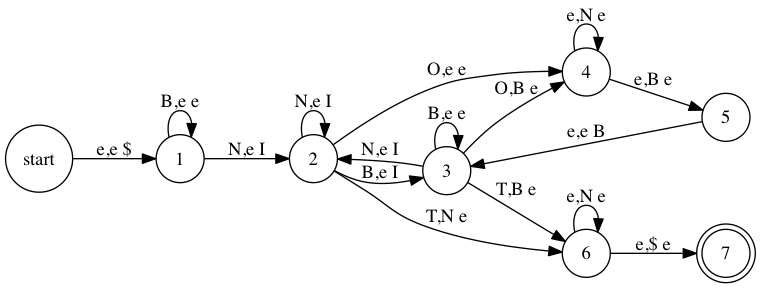 e,N e
O,e e
4
e,B e
B,e e
N,e I
O,B e
B,e e
5
e,e B
start
e,e $
1
N,e I
2
N,e I
B,e I
3
T,B e
e,N e
T,N e
6
e,$ e
7